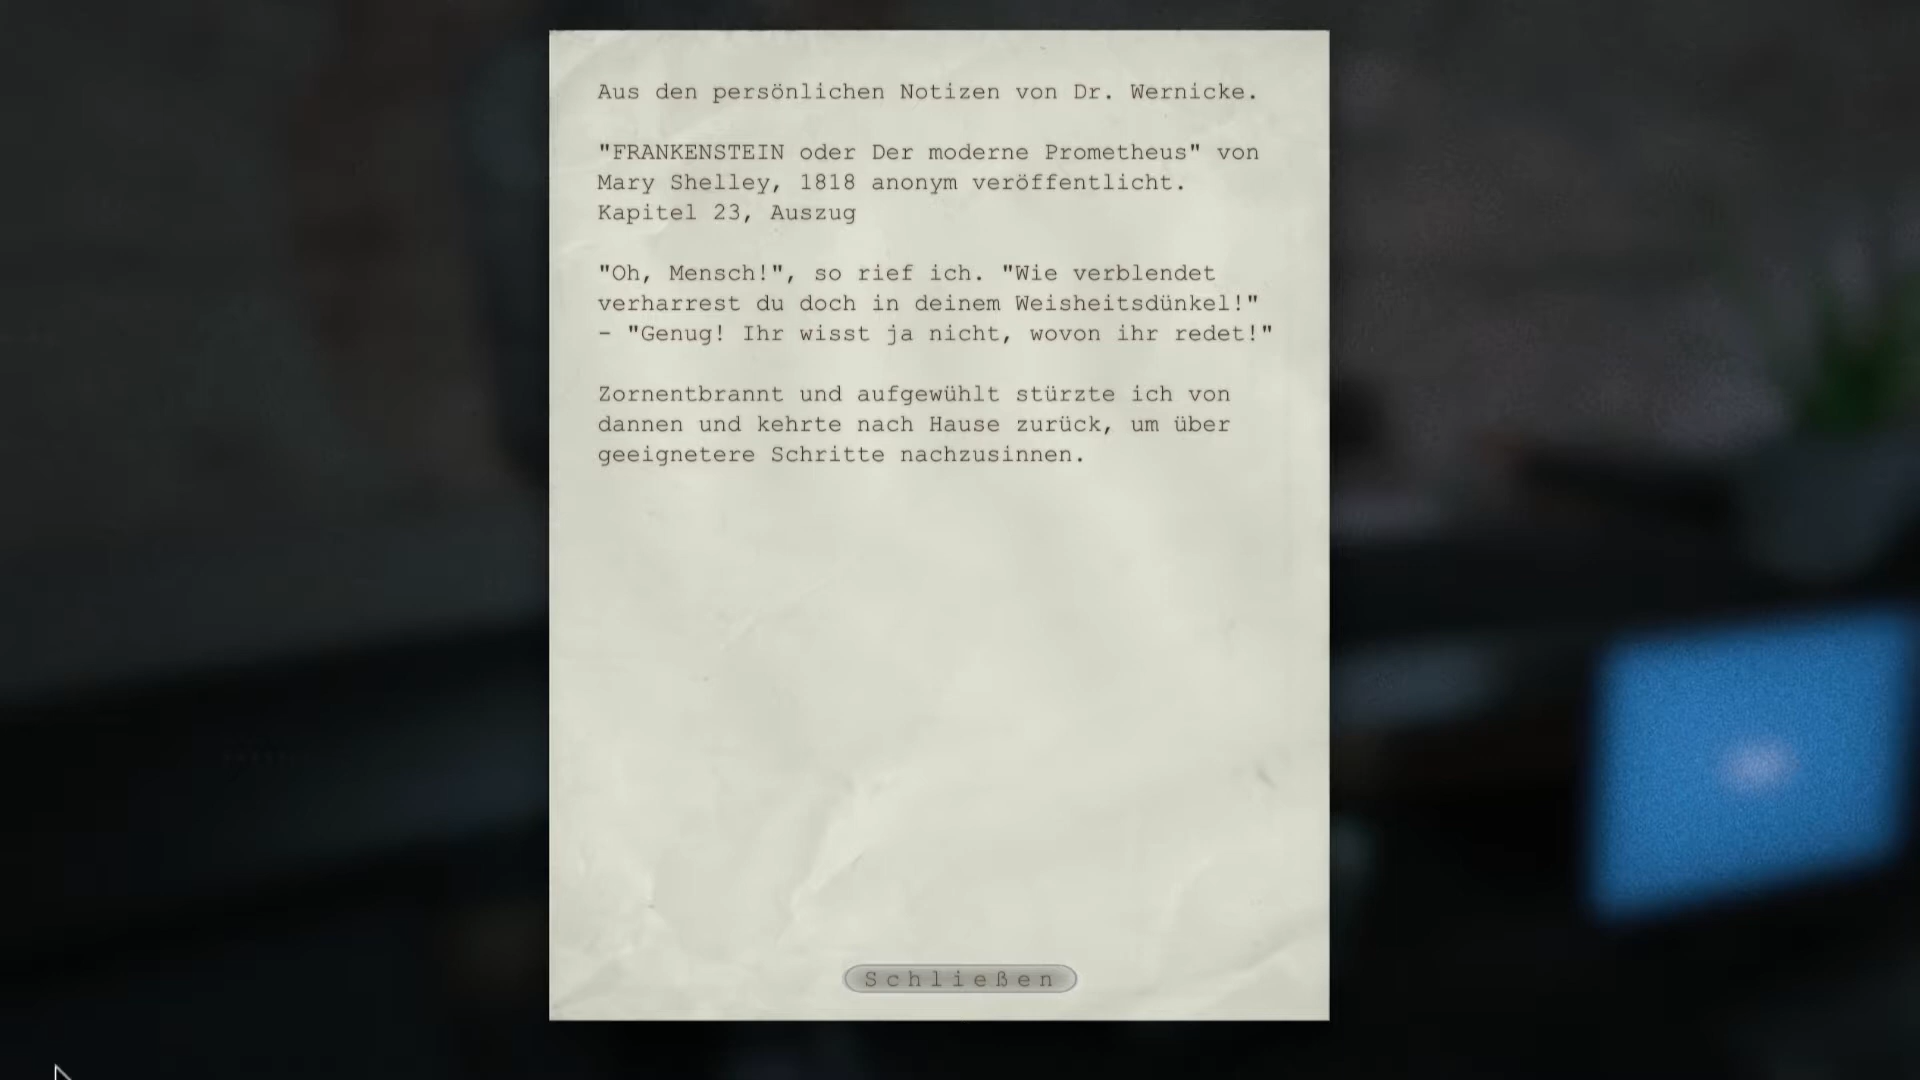 Aus den persönlichen Notizen von Dr. Wernicke.
"FRANKENSTEIN oder Der moderne Prometheus" von
Mary Shelley, 1818 anonym veröffentlicht.
Kapitel 23, Auszug
"Oh, Mensch!", so rief ich. "Wie verblendet
verharrest du doch in deinem Weisheitsdünkel!"
- "Genug! Ihr wisst ja nicht, wovon ihr redet!"
Zornentbrannt und aufgewühlt stürzte ich von
dannen und kehrte nach Hause zurück, um über
geeignetere Schritte nachzusinnen.
Schließen